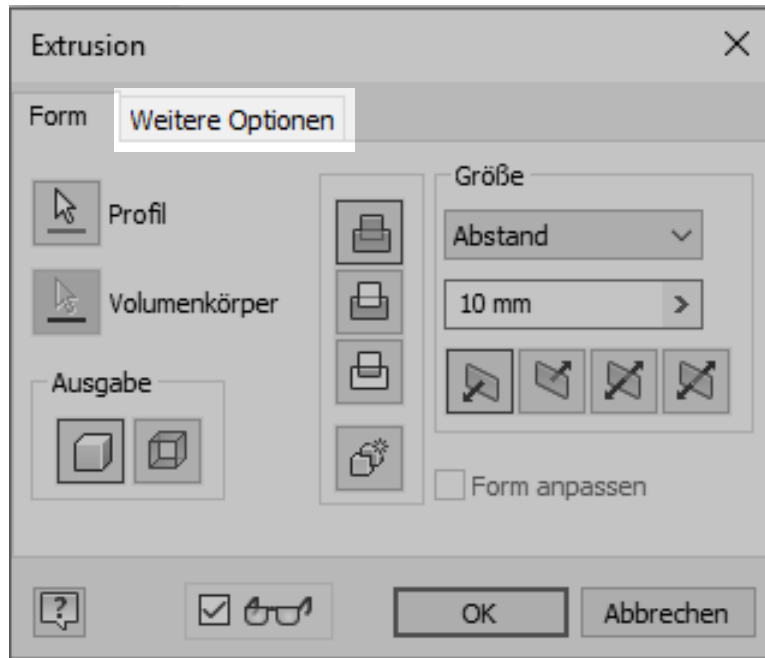 Extrusion
Form
Weitere Optionen
Profil
Volumenkörper
Ausgabe
Größe
Abstand
10 mm
Form anpassen
OK
Abbrechen